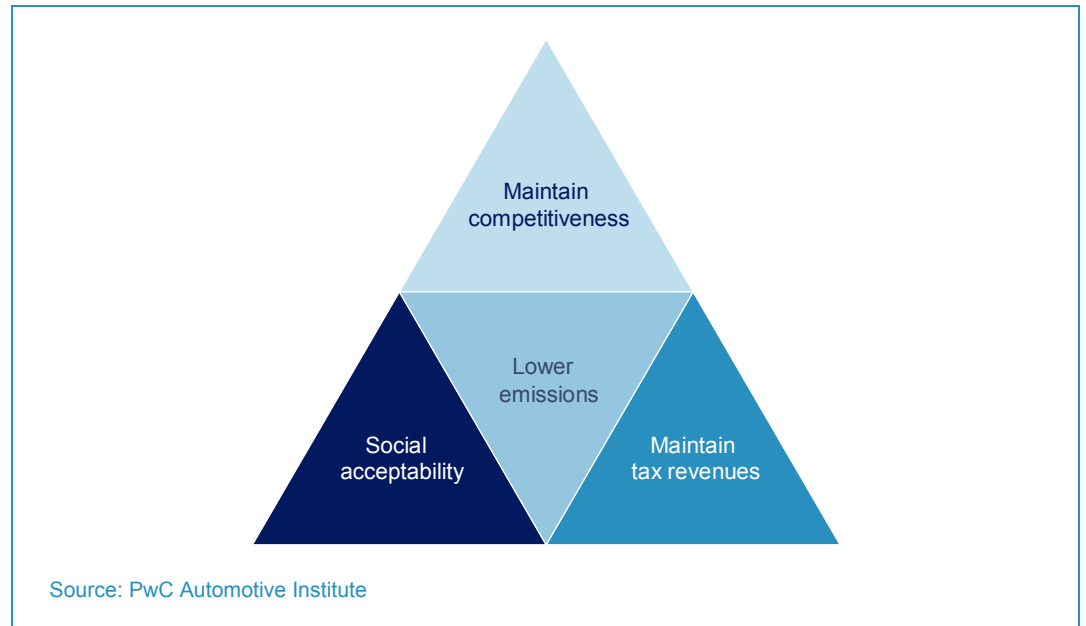 Maintain
competitiveness
Lower
emissions
Social
acceptability
Maintain
tax revenues
Source: PwC Automotive Institute